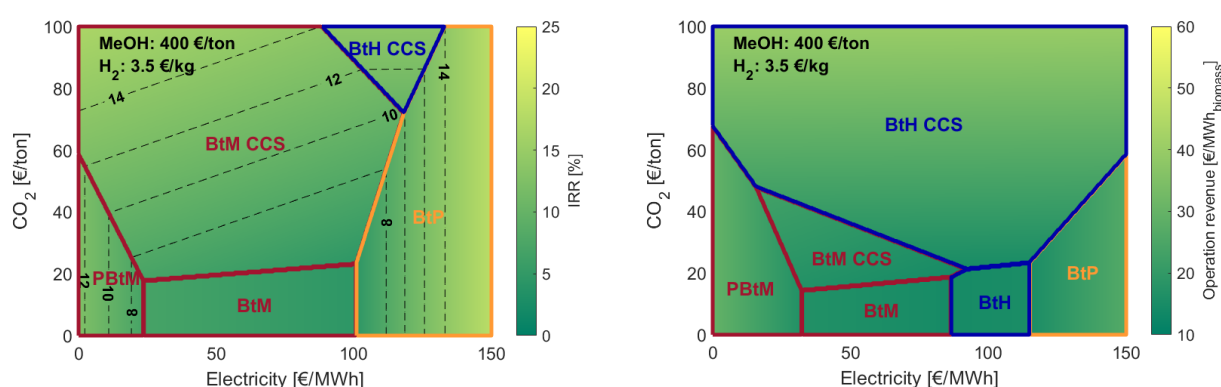 MeOH: 400 €/ton
H2: 3.5 €/kg
BtH CCS
BtM CCS
PBtM
BtM
BtP
14
12
10
8
12
10
8
14
100
80
60
40
20
0
0
50
100
150
CO2 [€/ton]
Electricity [€/MWh]
25
20
15
10
5
0
IRR [%]
MeOH: 400 €/ton
H2: 3.5 €/kg
BtH CCS
BtM CCS
PBtM
BtM
BtH
BtP
100
80
60
40
20
0
0
50
100
150
CO2 [€/ton]
Electricity [€/MWh]
60
50
40
30
20
10
Operation revenue [€/MWhbiomass]